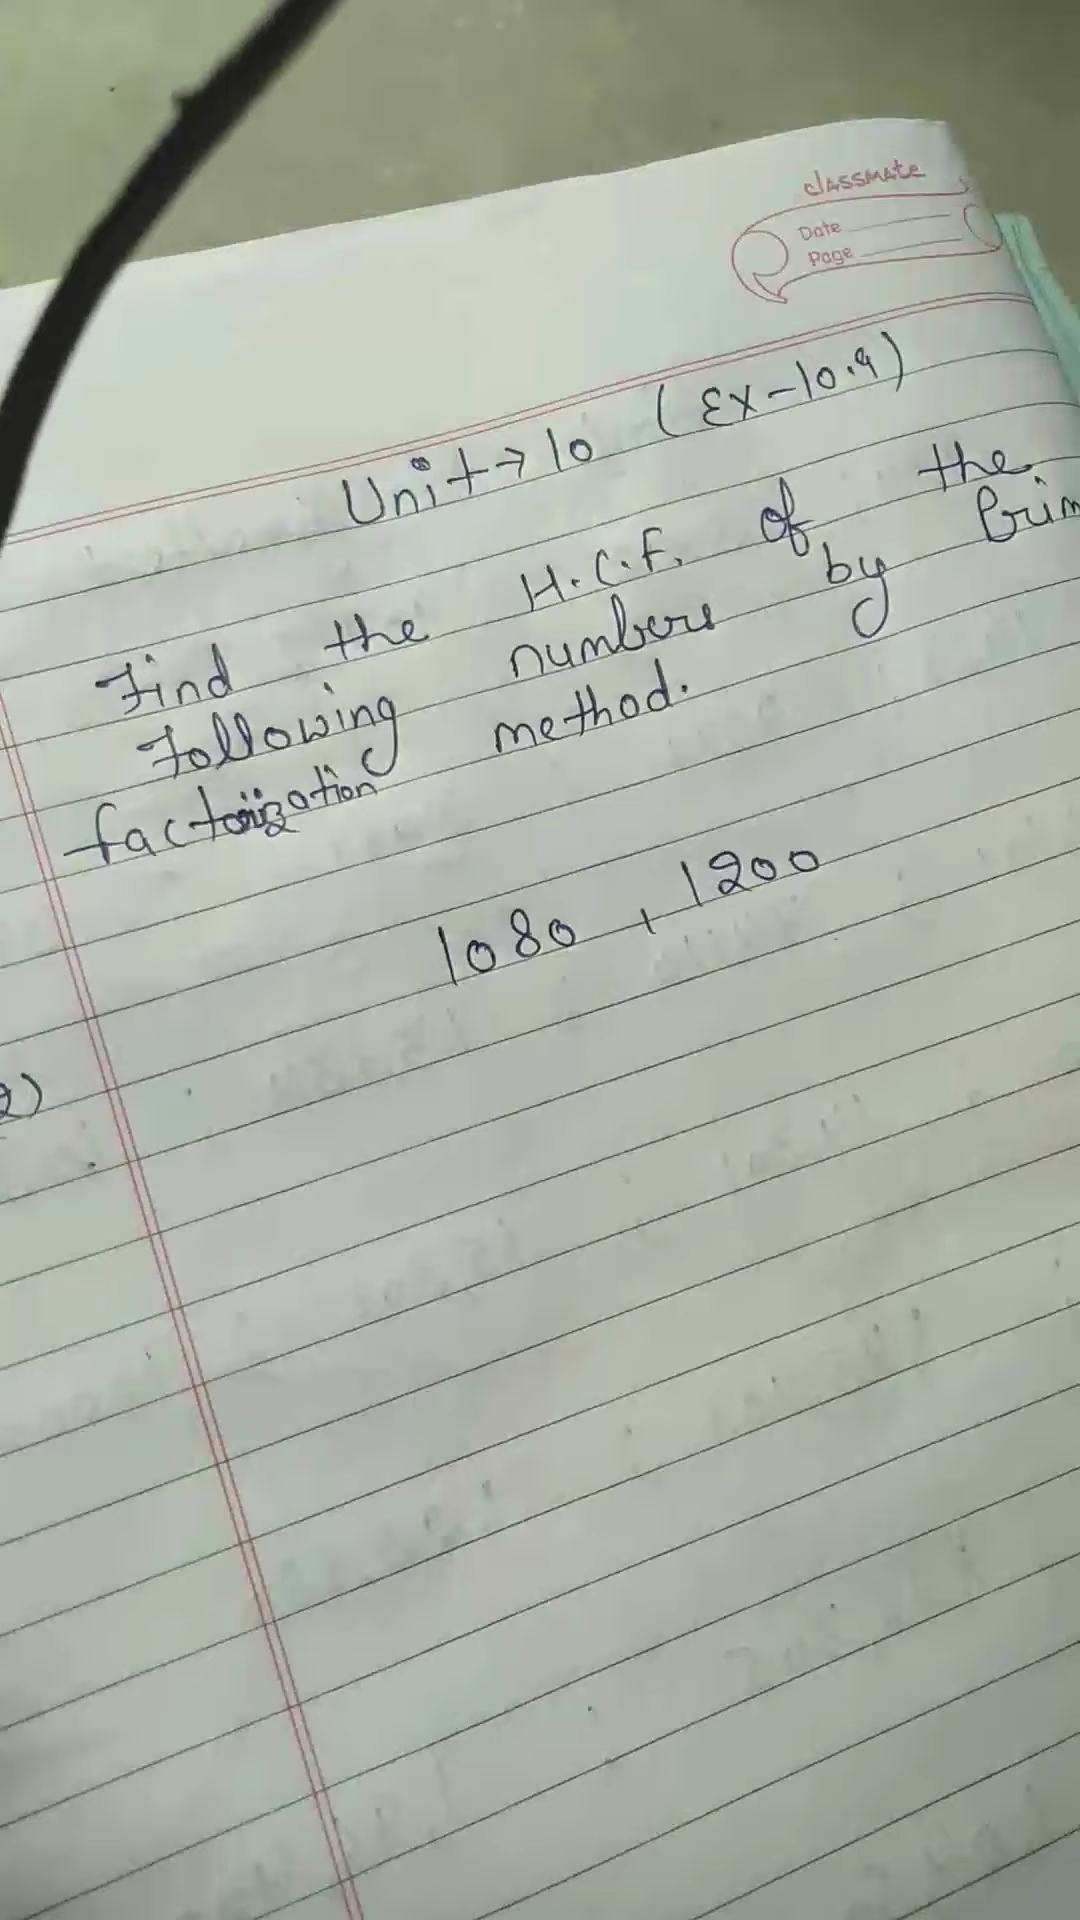 classmate
Date
Page
Unit → 10 (Ex-10.9)
Find the H.C.F. of the
following numbers by Prim
factorization method.
1080 , 1200
2)